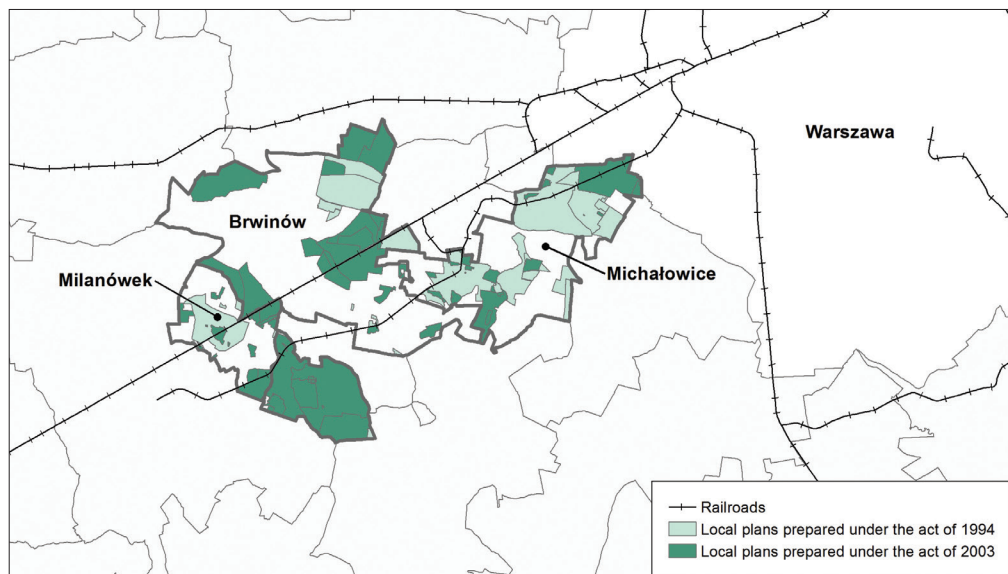 Warszawa
Brwinów
Michałowice
Milanówek
Railroads
Local plans prepared under the act of 1994
Local plans prepared under the act of 2003